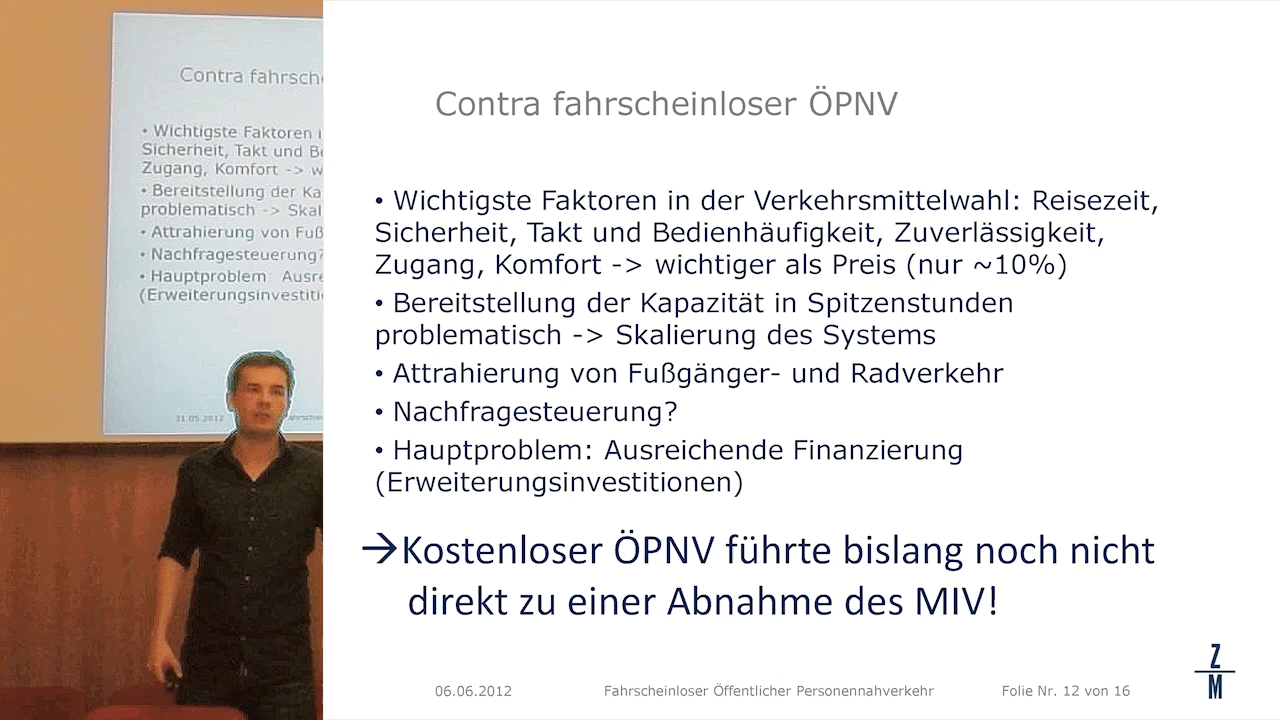 Contra fahrsch
• Wichtigste Faktoren i
Sicherheit, Takt und Be
Zugang, Komfort -> w
• Bereitstellung der Ka
problematisch -> Skal
• Attrahierung von Fuß
• Nachfragesteuerung?
• Hauptproblem: Ausre
(Erweiterungsinvestiti
31.05.2012
Contra fahrscheinloser ÖPNV
• Wichtigste Faktoren in der Verkehrsmittelwahl: Reisezeit,
Sicherheit, Takt und Bedienhäufigkeit, Zuverlässigkeit,
Zugang, Komfort -> wichtiger als Preis (nur ~10%)
• Bereitstellung der Kapazität in Spitzenstunden
problematisch -> Skalierung des Systems
• Attrahierung von Fußgänger- und Radverkehr
• Nachfragesteuerung?
• Hauptproblem: Ausreichende Finanzierung
(Erweiterungsinvestitionen)
→Kostenloser ÖPNV führte bislang noch nicht
direkt zu einer Abnahme des MIV!
06.06.2012 Fahrscheinloser Öffentlicher Personennahverkehr Folie Nr. 12 von 16
Z
M